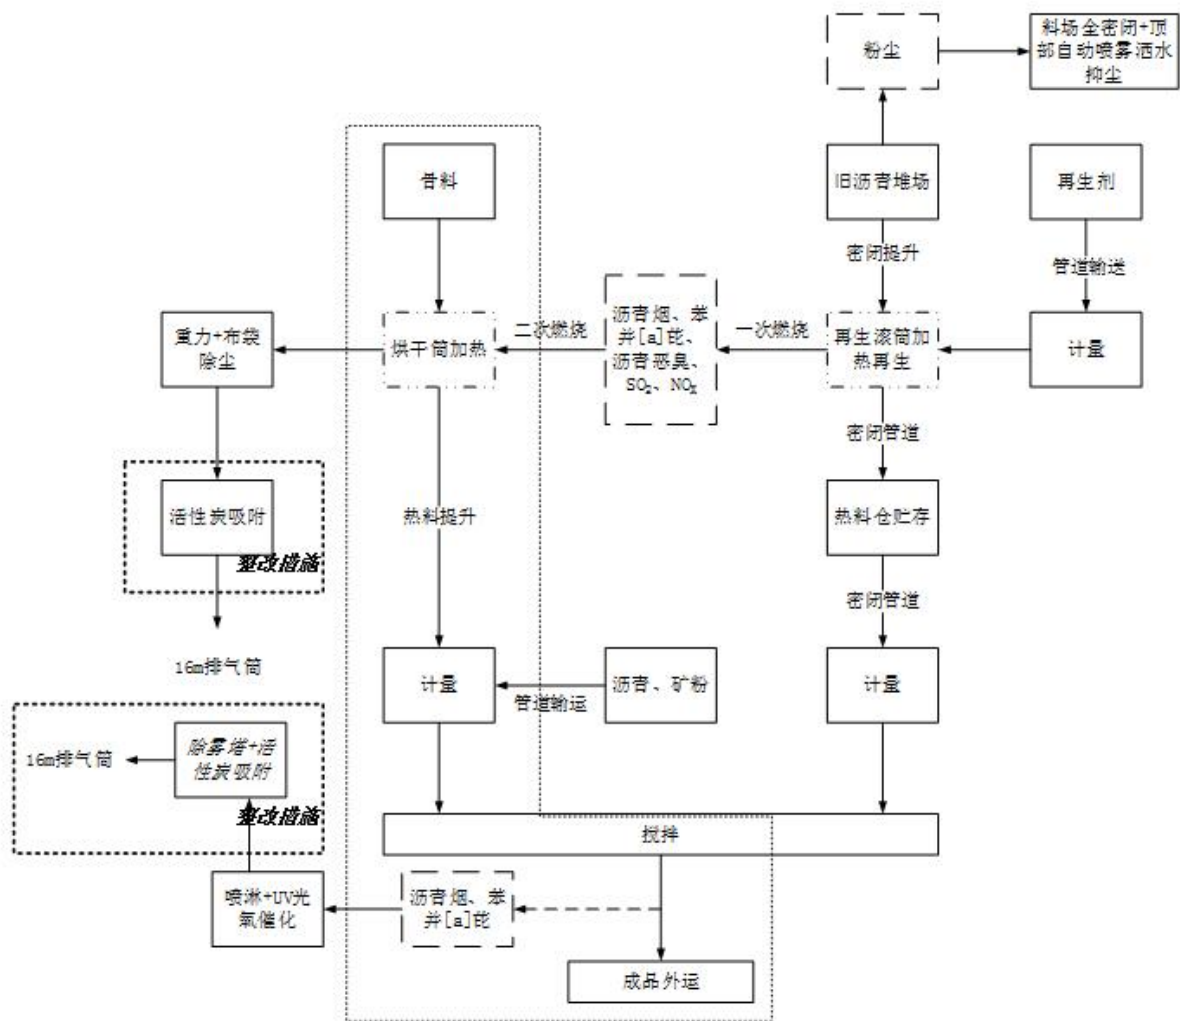 粉尘
料场全密闭+顶
部自动喷雾洒水
抑尘
骨料
旧沥青堆场
再生剂
密闭提升
管道输送
沥青烟、苯
并[a]芘、
沥青恶臭、
SO₂、NOₓ
重力+布袋
除尘
烘干筒加热
二次燃烧
一次燃烧
再生滚筒加
热再生
计量
密闭管道
活性炭吸附
整改措施
热料提升
热料仓贮存
密闭管道
16m排气筒
计量
管道输运
沥青、矿粉
计量
16m排气筒
除雾塔+活
性炭吸附
整改措施
搅拌
喷淋+UV光
氧催化
沥青烟、苯
并[a]芘
成品外运